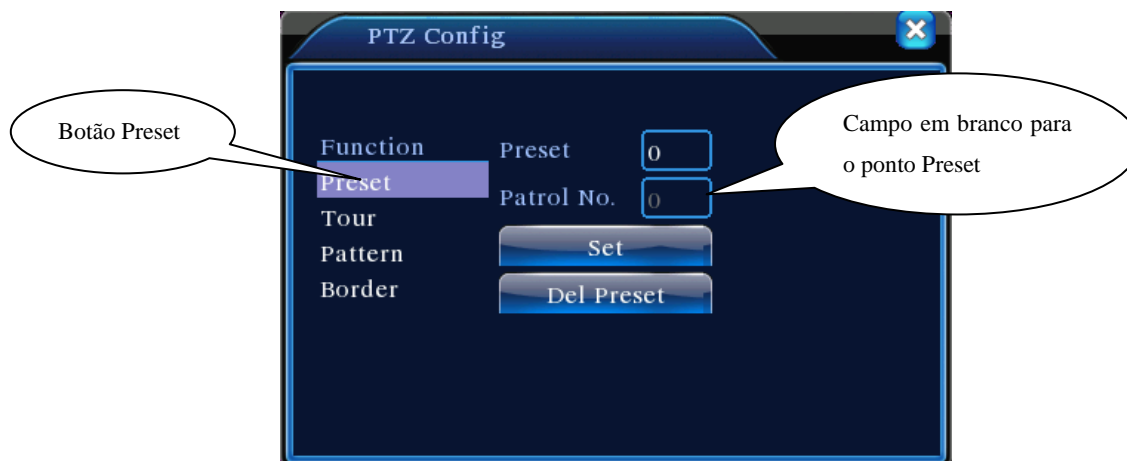 PTZ Config
Botão Preset
Function
Preset
Tour
Pattern
Border
Preset 0
Patrol No. 0
Set
Del Preset
Campo em branco para
o ponto Preset